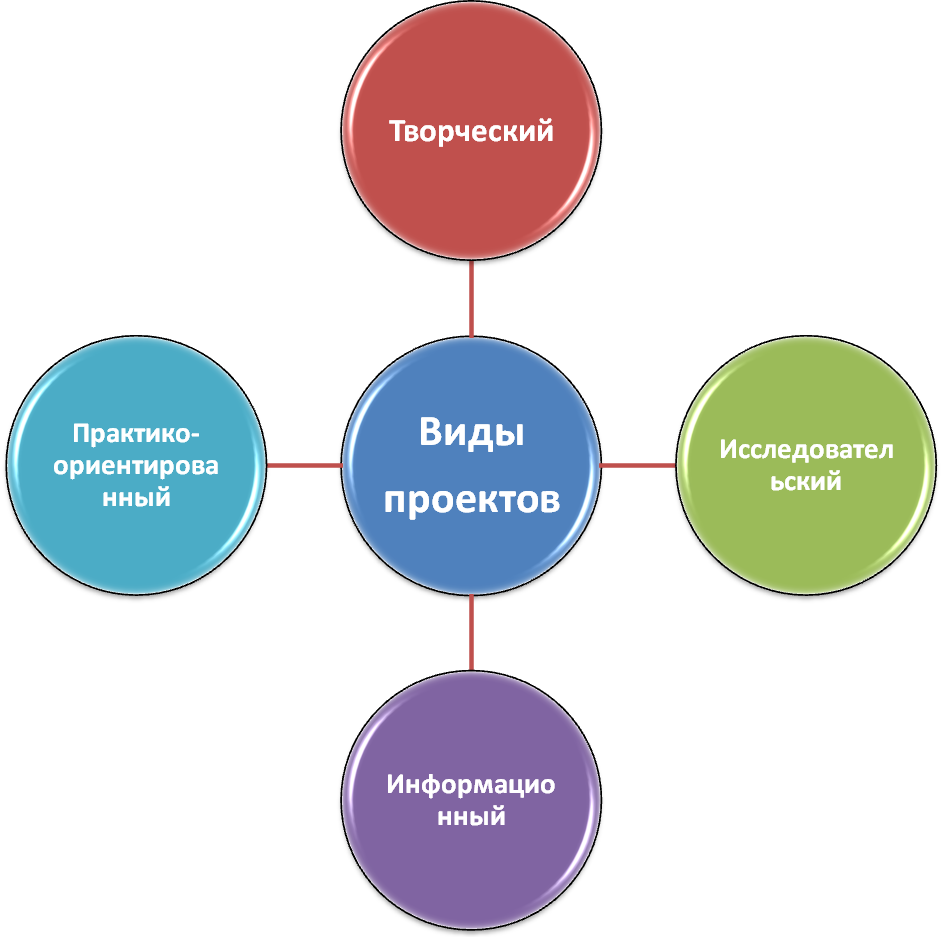 Творческий
Практико-
ориентирова
нный
Виды
проектов
Исследовател
ьский
Информацио
нный